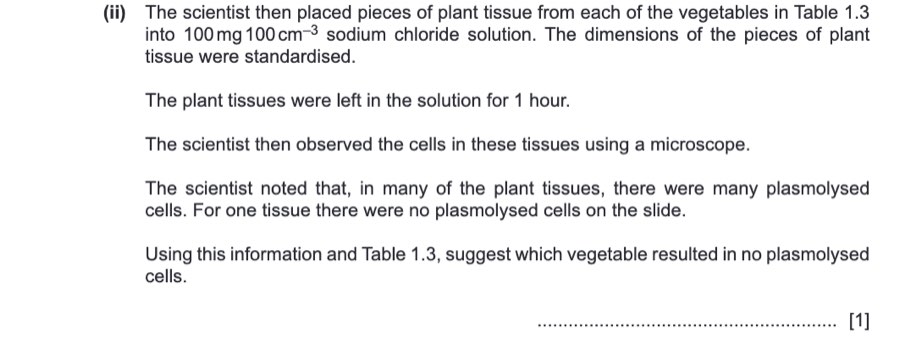 (ii) The scientist then placed pieces of plant tissue from each of the vegetables in Table 1.3
into 100 mg 100 cm⁻³ sodium chloride solution. The dimensions of the pieces of plant
tissue were standardised.
The plant tissues were left in the solution for 1 hour.
The scientist then observed the cells in these tissues using a microscope.
The scientist noted that, in many of the plant tissues, there were many plasmolysed
cells. For one tissue there were no plasmolysed cells on the slide.
Using this information and Table 1.3, suggest which vegetable resulted in no plasmolysed
cells.
.......................................................... [1]